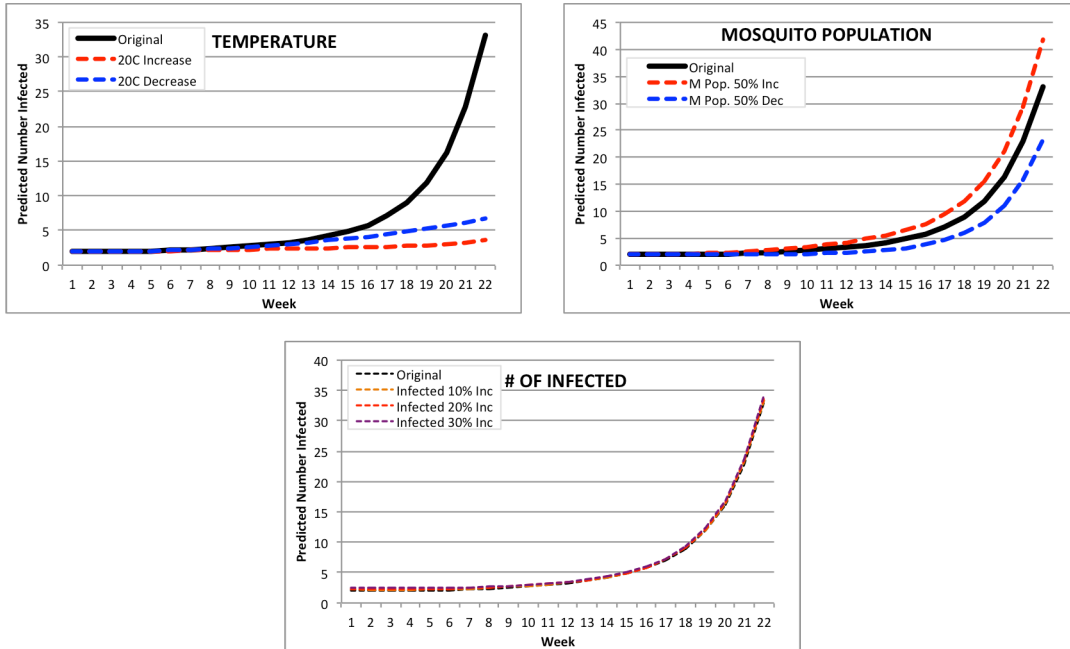 TEMPERATURE
Original
20C Increase
20C Decrease
Predicted Number Infected
35
30
25
20
15
10
5
0
1 2 3 4 5 6 7 8 9 10 11 12 13 14 15 16 17 18 19 20 21 22
Week
MOSQUITO POPULATION
Original
M Pop. 50% Inc
M Pop. 50% Dec
Predicted Number Infected
45
40
35
30
25
20
15
10
5
0
1 2 3 4 5 6 7 8 9 10 11 12 13 14 15 16 17 18 19 20 21 22
Week
# OF INFECTED
Original
Infected 10% Inc
Infected 20% Inc
Infected 30% Inc
Predicted Number Infected
40
35
30
25
20
15
10
5
0
1 2 3 4 5 6 7 8 9 10 11 12 13 14 15 16 17 18 19 20 21 22
Week